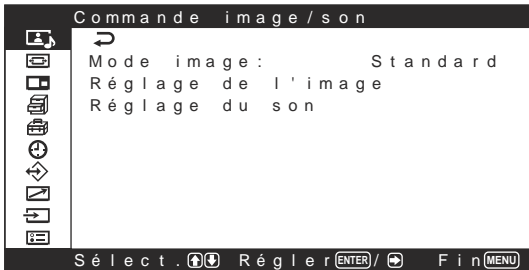 Commande image/son
Mode image: Standard
Réglage de l'image
Réglage du son
Sélect. Régler ENTER / Fin MENU